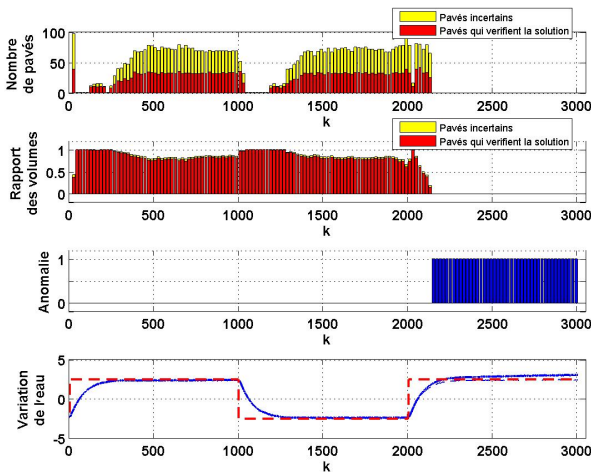 Pavés incertains
Pavés qui verifient la solution
100
50
0
Nombre
de pavés
0 500 1000 1500 2000 2500 3000
k
Pavés incertains
Pavés qui verifient la solution
1
0.5
0
Rapport
des volumes
0 500 1000 1500 2000 2500 3000
k
1
0
Anomalie
0 500 1000 1500 2000 2500 3000
k
5
0
-5
Variation
de l'eau
0 500 1000 1500 2000 2500 3000
k